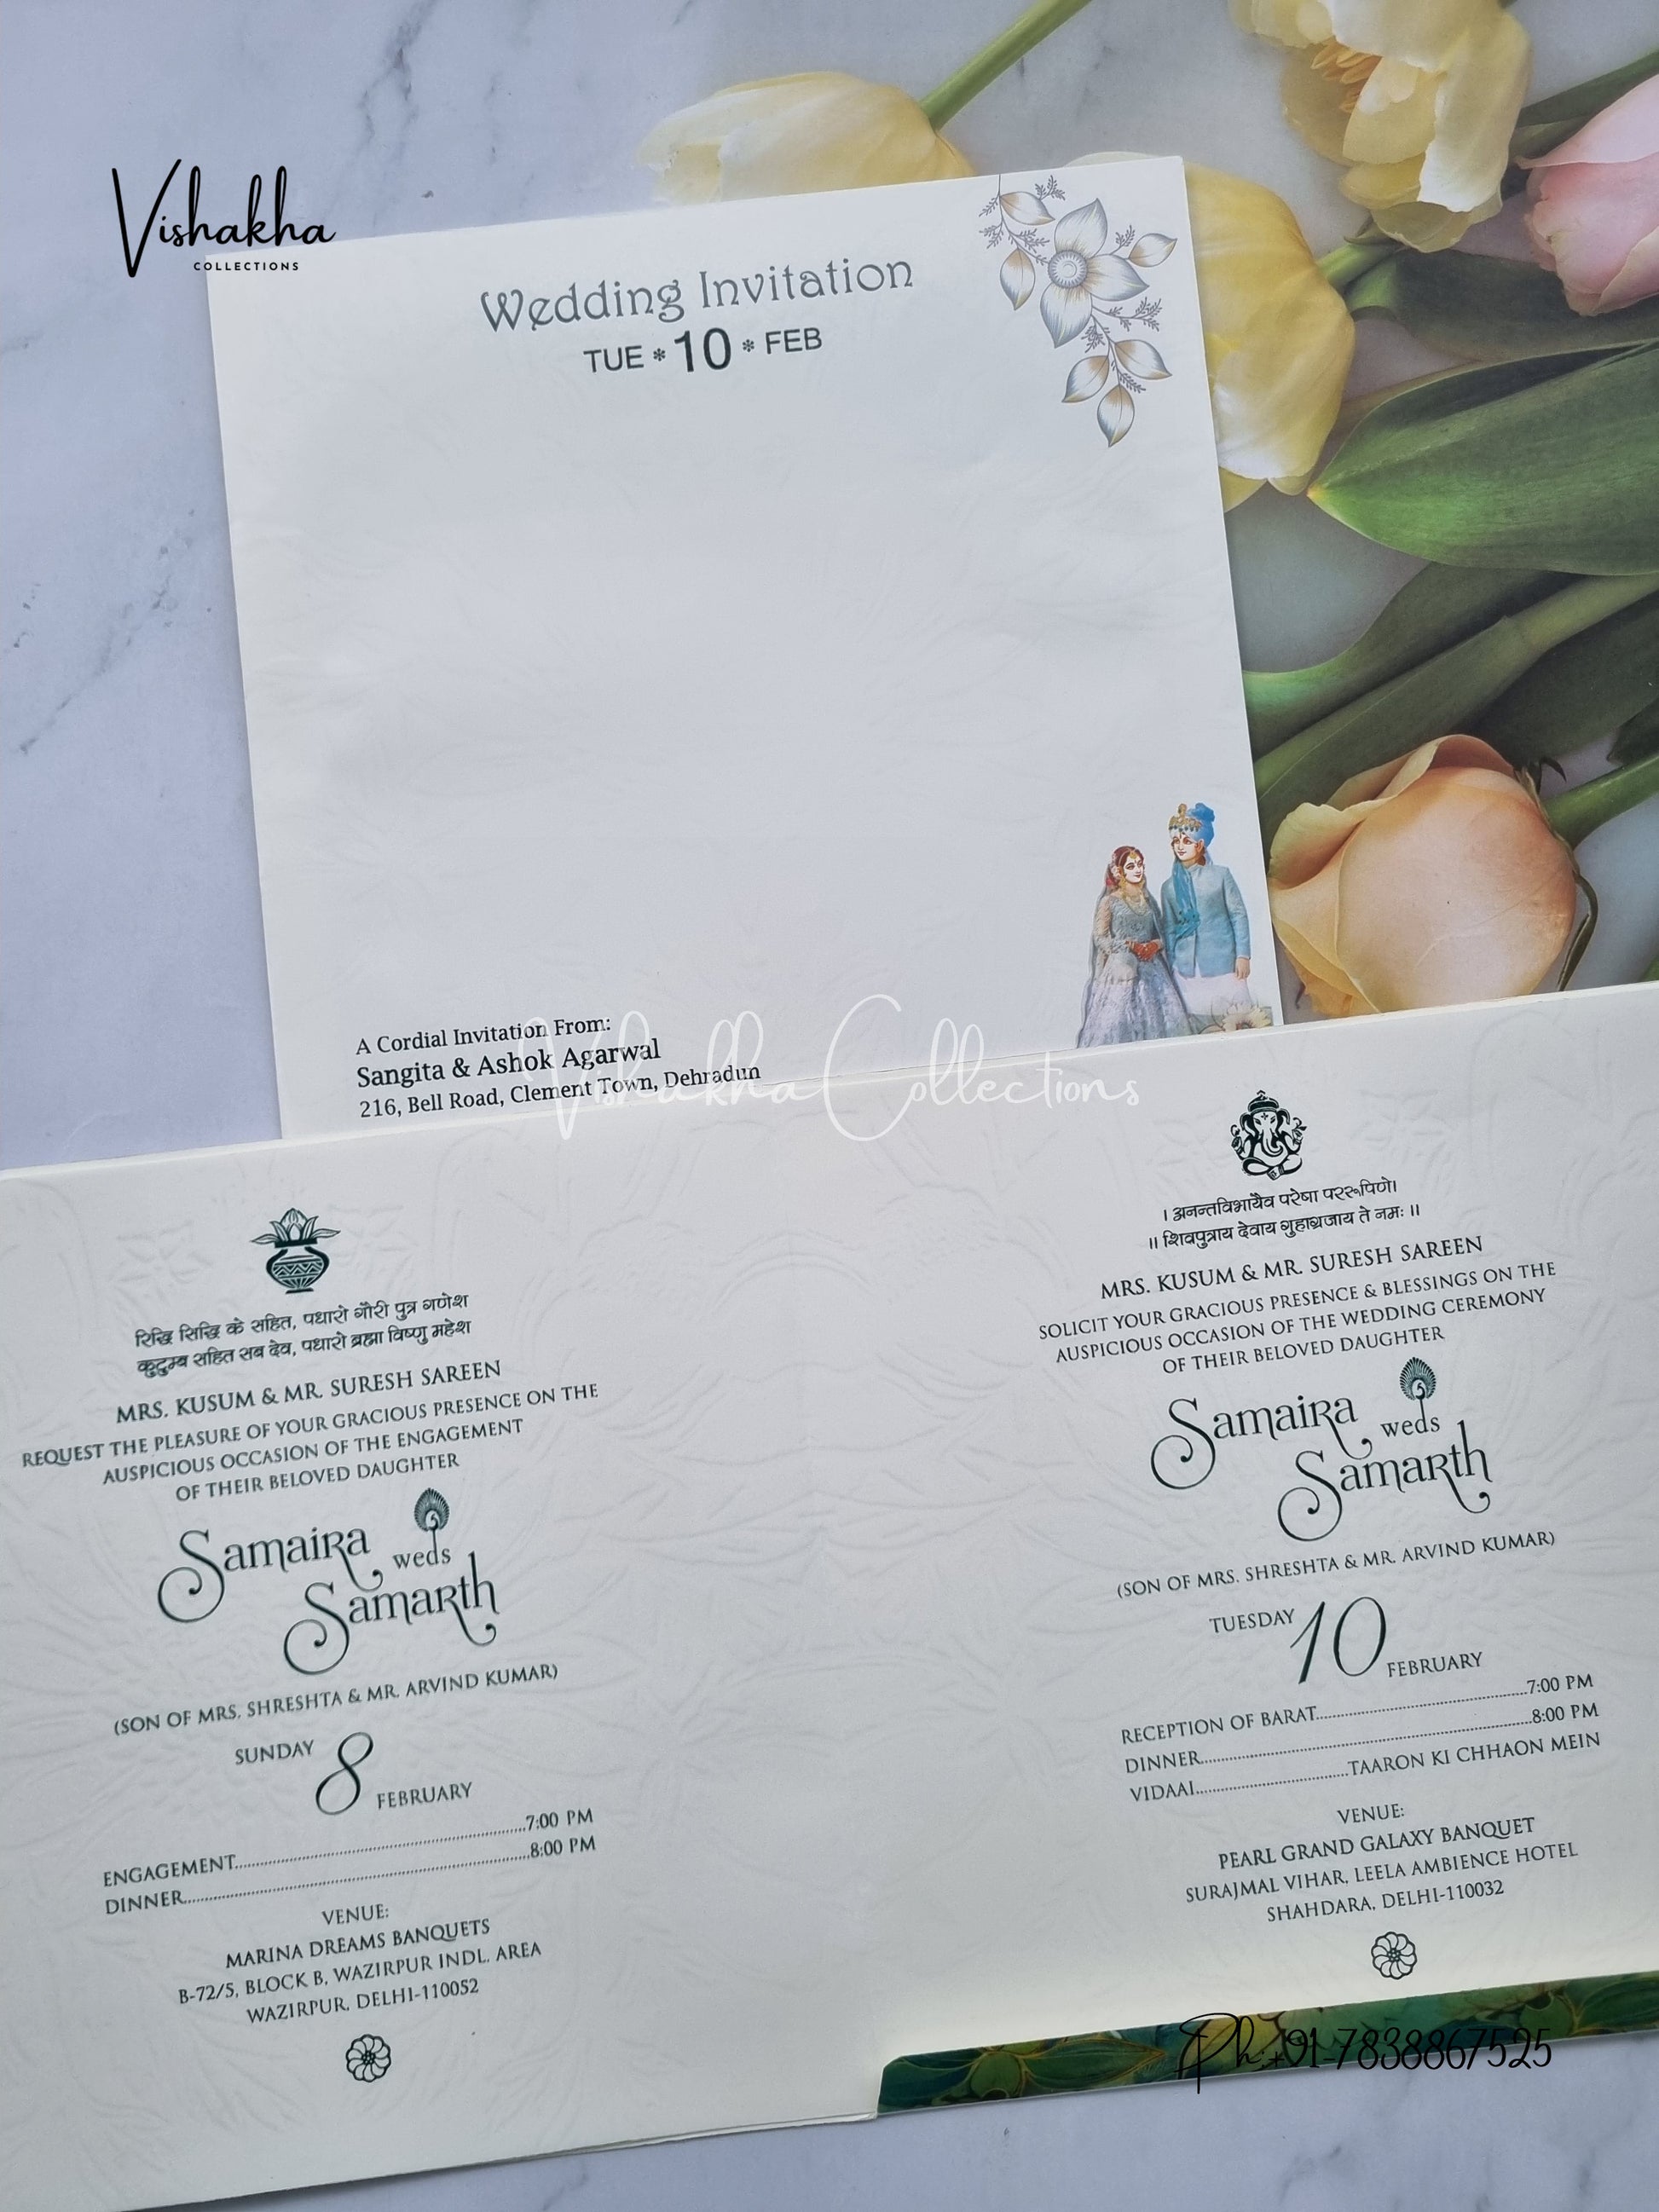 Vishakha
COLLECTIONS
Wedding Invitation
TUE * 10 * FEB
A Cordial Invitation From:
Sangita & Ashok Agarwal
216, Bell Road, Clement Town, Dehradun
Vishakha Collections
रिद्धि सिद्धि के सहित, पधारो गौरी पुत्र गणेश
कुटुम्ब सहित सब देव, पधारो ब्रह्मा विष्णु महेश
MRS. KUSUM & MR. SURESH SAREEN
REQUEST THE PLEASURE OF YOUR GRACIOUS PRESENCE ON THE
AUSPICIOUS OCCASION OF THE ENGAGEMENT
OF THEIR BELOVED DAUGHTER
Samaira
weds
Samarth
(SON OF MRS. SHRESHTA & MR. ARVIND KUMAR)
SUNDAY 8 FEBRUARY
ENGAGEMENT..........7:00 PM
DINNER..........8:00 PM
VENUE:
MARINA DREAMS BANQUETS
B-72/5, BLOCK B, WAZIRPUR INDL. AREA
WAZIRPUR, DELHI-110052
। अनन्तविभायैव परेषा पररूपिणे।
॥ शिवपुत्राय देवाय गुहाग्रजाय ते नमः ॥
MRS. KUSUM & MR. SURESH SAREEN
SOLICIT YOUR GRACIOUS PRESENCE & BLESSINGS ON THE
AUSPICIOUS OCCASION OF THE WEDDING CEREMONY
OF THEIR BELOVED DAUGHTER
Samaira
weds
Samarth
(SON OF MRS. SHRESHTA & MR. ARVIND KUMAR)
TUESDAY 10 FEBRUARY
RECEPTION OF BARAT..........7:00 PM
DINNER..........8:00 PM
VIDAAI..........TAARON KI CHHAON MEIN
VENUE:
PEARL GRAND GALAXY BANQUET
SURAJMAL VIHAR, LEELA AMBIENCE HOTEL
SHAHDARA, DELHI-110032
Ph:+91-7838867525